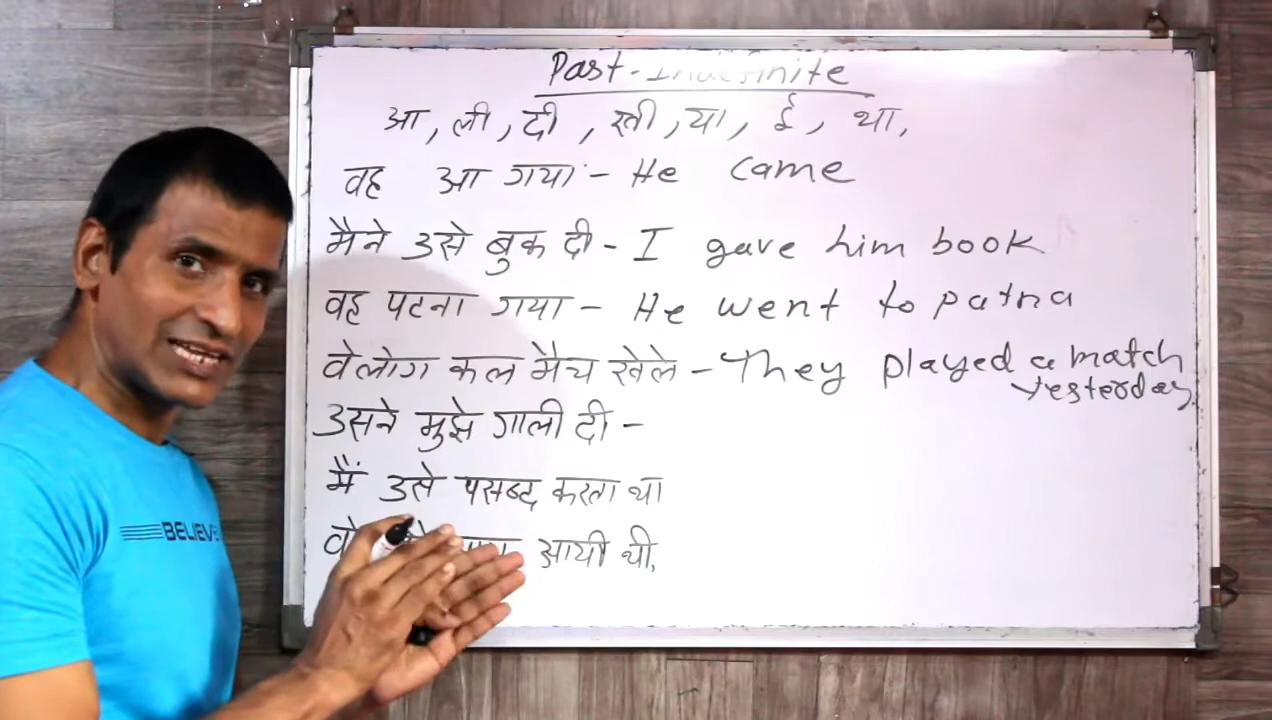 Past-Indefinite
आ, ली, दी, स्ती, या, ई, था,
वह आ गया - He came
मैने उसे बुक दी - I gave him book
वह पटना गया - He went to patna
वे लोग कल मैच खेले - They played a match
yesterday.
उसने मुझे गाली दी -
मैं उसे पसन्द करता था
आयी थी,
BELIEVE